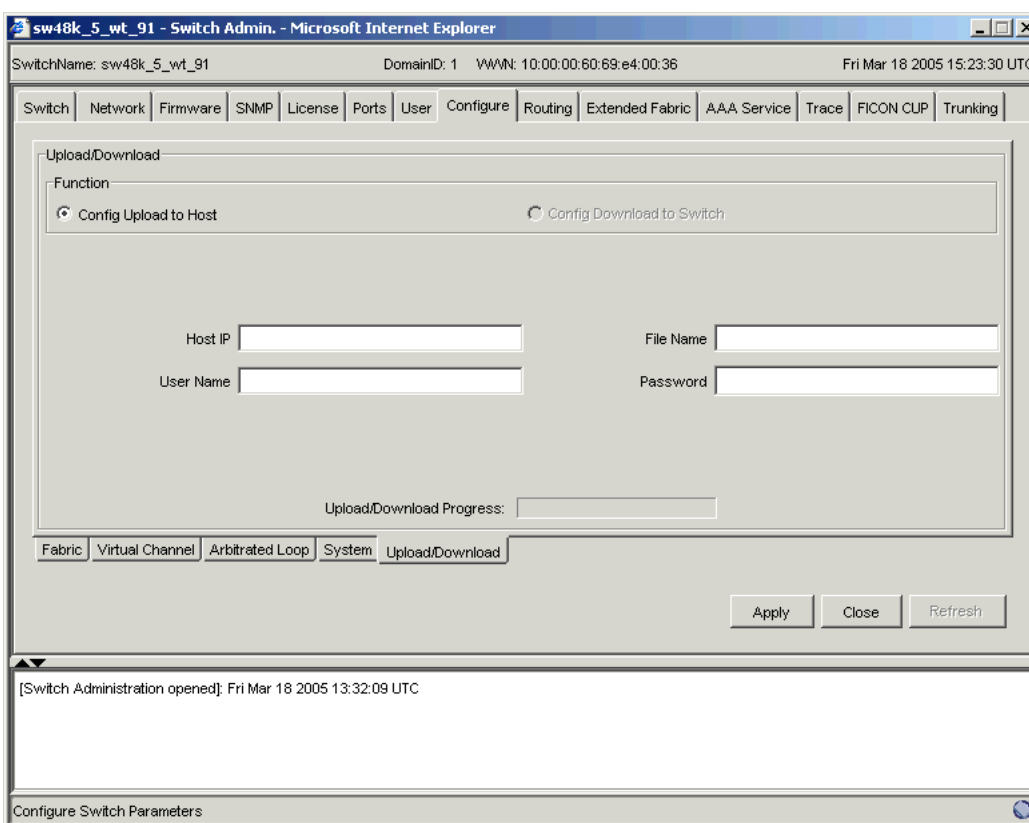 sw48k_5_wt_91 - Switch Admin. - Microsoft Internet Explorer
SwitchName: sw48k_5_wt_91 DomainID: 1 WWN: 10:00:00:60:69:e4:00:36 Fri Mar 18 2005 15:23:30 UTC
Switch Network Firmware SNMP License Ports User Configure Routing Extended Fabric AAA Service Trace FICON CUP Trunking
Upload/Download
Function
Config Upload to Host Config Download to Switch
Host IP File Name
User Name Password
Upload/Download Progress:
Fabric Virtual Channel Arbitrated Loop System Upload/Download
Apply Close Refresh
[Switch Administration opened]: Fri Mar 18 2005 13:32:09 UTC
Configure Switch Parameters